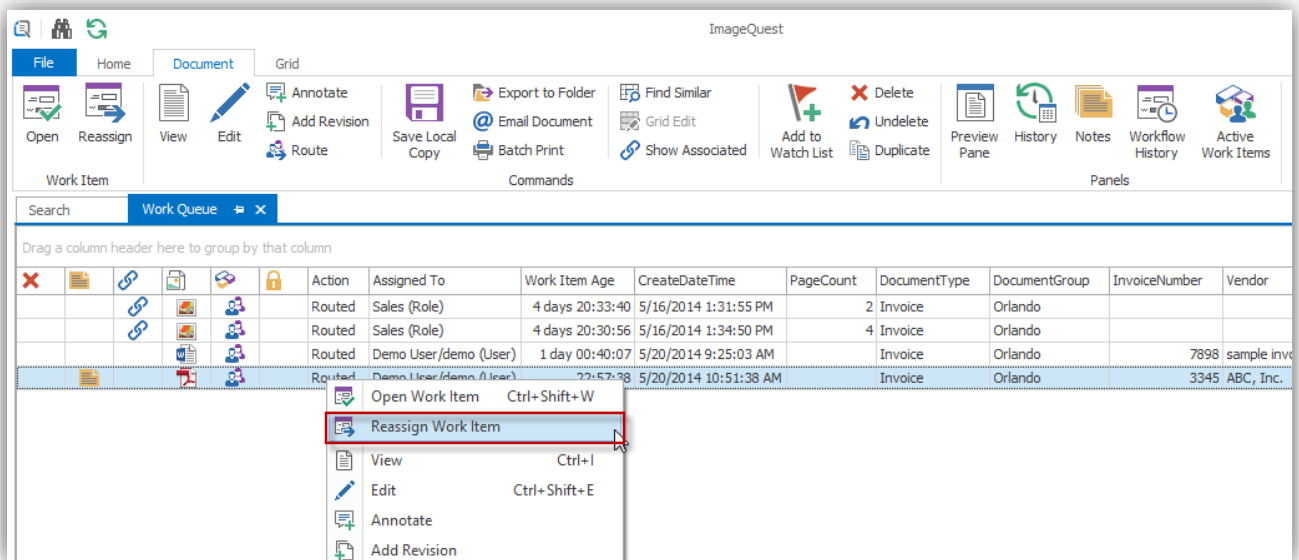 ImageQuest
File Home Document Grid
Open Reassign View Edit Annotate Add Revision Route Save Local Copy Export to Folder Email Document Batch Print Find Similar Grid Edit Show Associated Add to Watch List Delete Undelete Duplicate Preview Pane History Notes Workflow History Active Work Items
Work Item Commands Panels
Search Work Queue
Drag a column header here to group by that column
Action Assigned To Work Item Age CreateDateTime PageCount DocumentType DocumentGroup InvoiceNumber Vendor
Routed Sales (Role) 4 days 20:33:40 5/16/2014 1:31:55 PM 2 Invoice Orlando
Routed Sales (Role) 4 days 20:30:56 5/16/2014 1:34:50 PM 4 Invoice Orlando
Routed Demo User/demo (User) 1 day 00:40:07 5/20/2014 9:25:03 AM Invoice Orlando 7898 sample invo
Routed Demo User/demo (User) 22:57:38 5/20/2014 10:51:38 AM Invoice Orlando 3345 ABC, Inc.
Open Work Item Ctrl+Shift+W
Reassign Work Item
View Ctrl+I
Edit Ctrl+Shift+E
Annotate
Add Revision